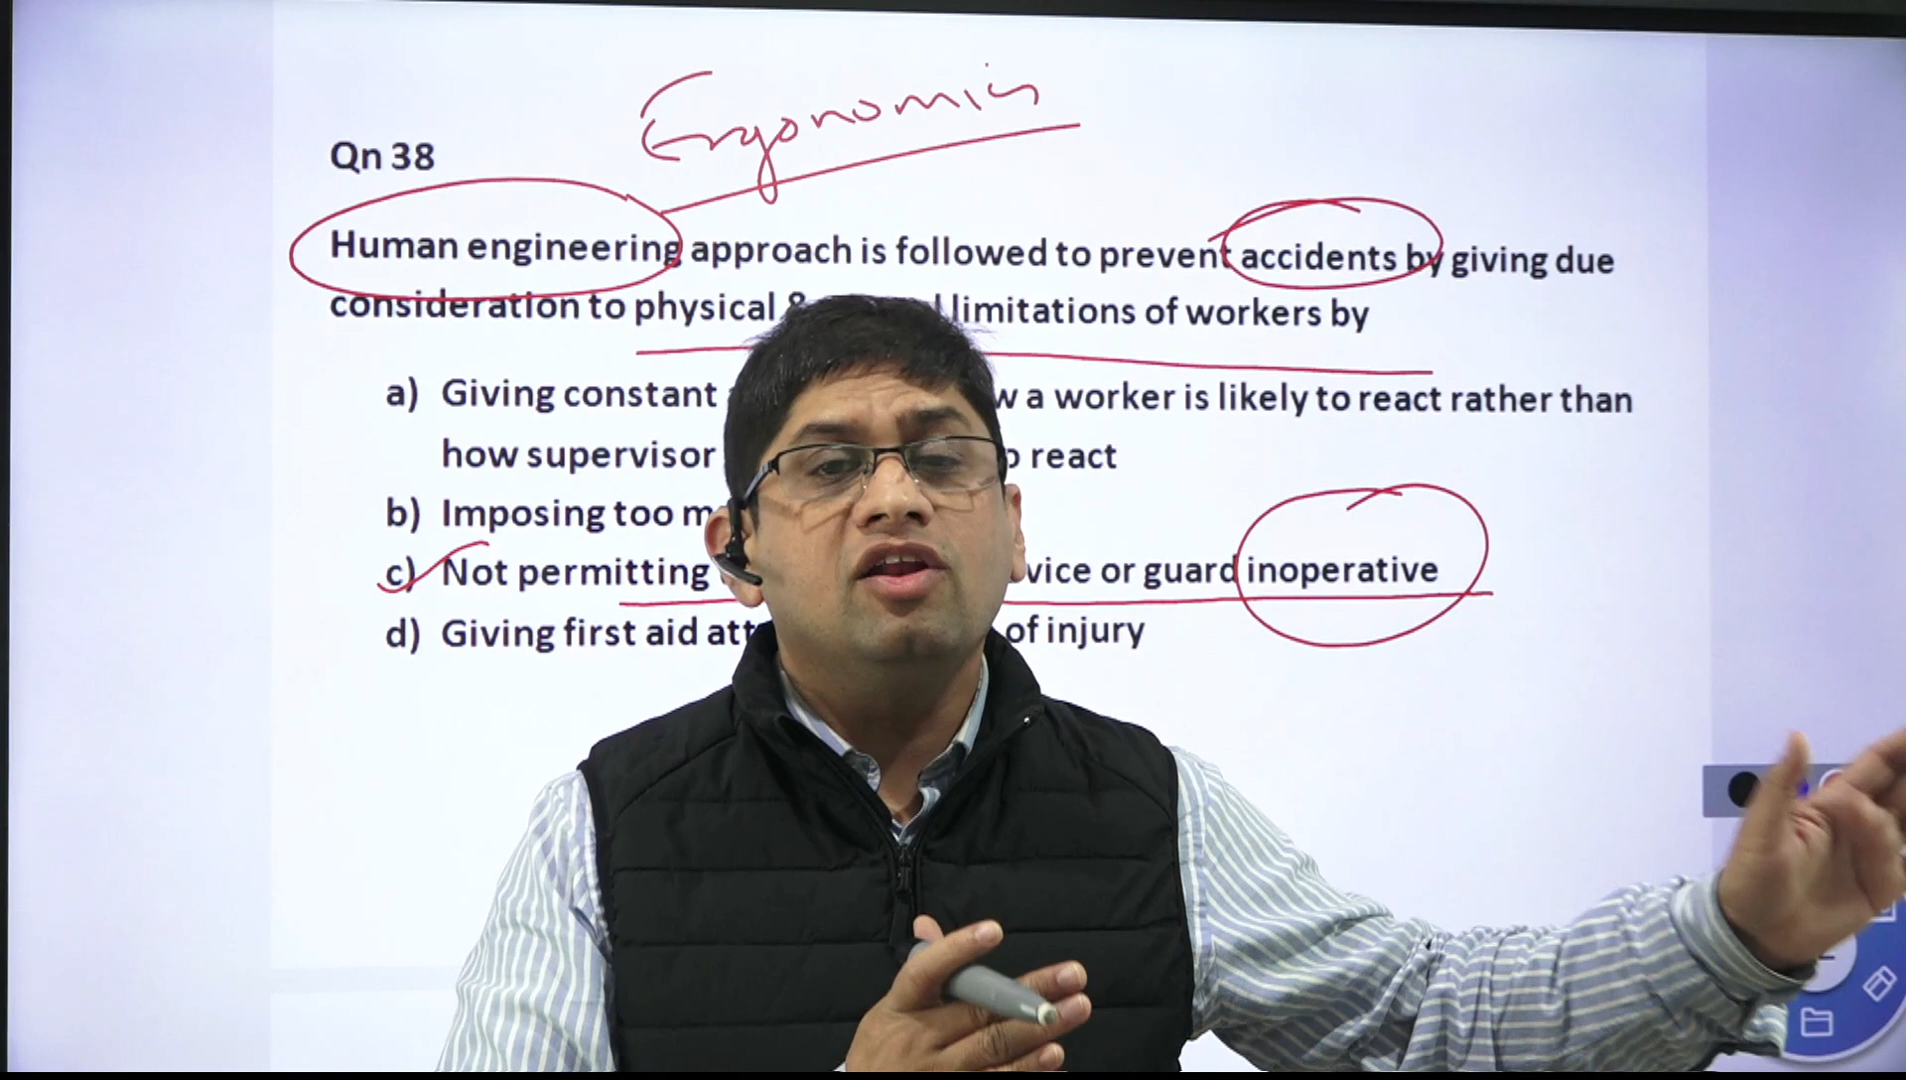 Ergonomics
Qn 38
Human engineering approach is followed to prevent accidents by giving due
consideration to physical & limitations of workers by
a) Giving constant a worker is likely to react rather than
how supervisor react
b) Imposing too
c) Not permitting or guard inoperative
d) Giving first aid of injury